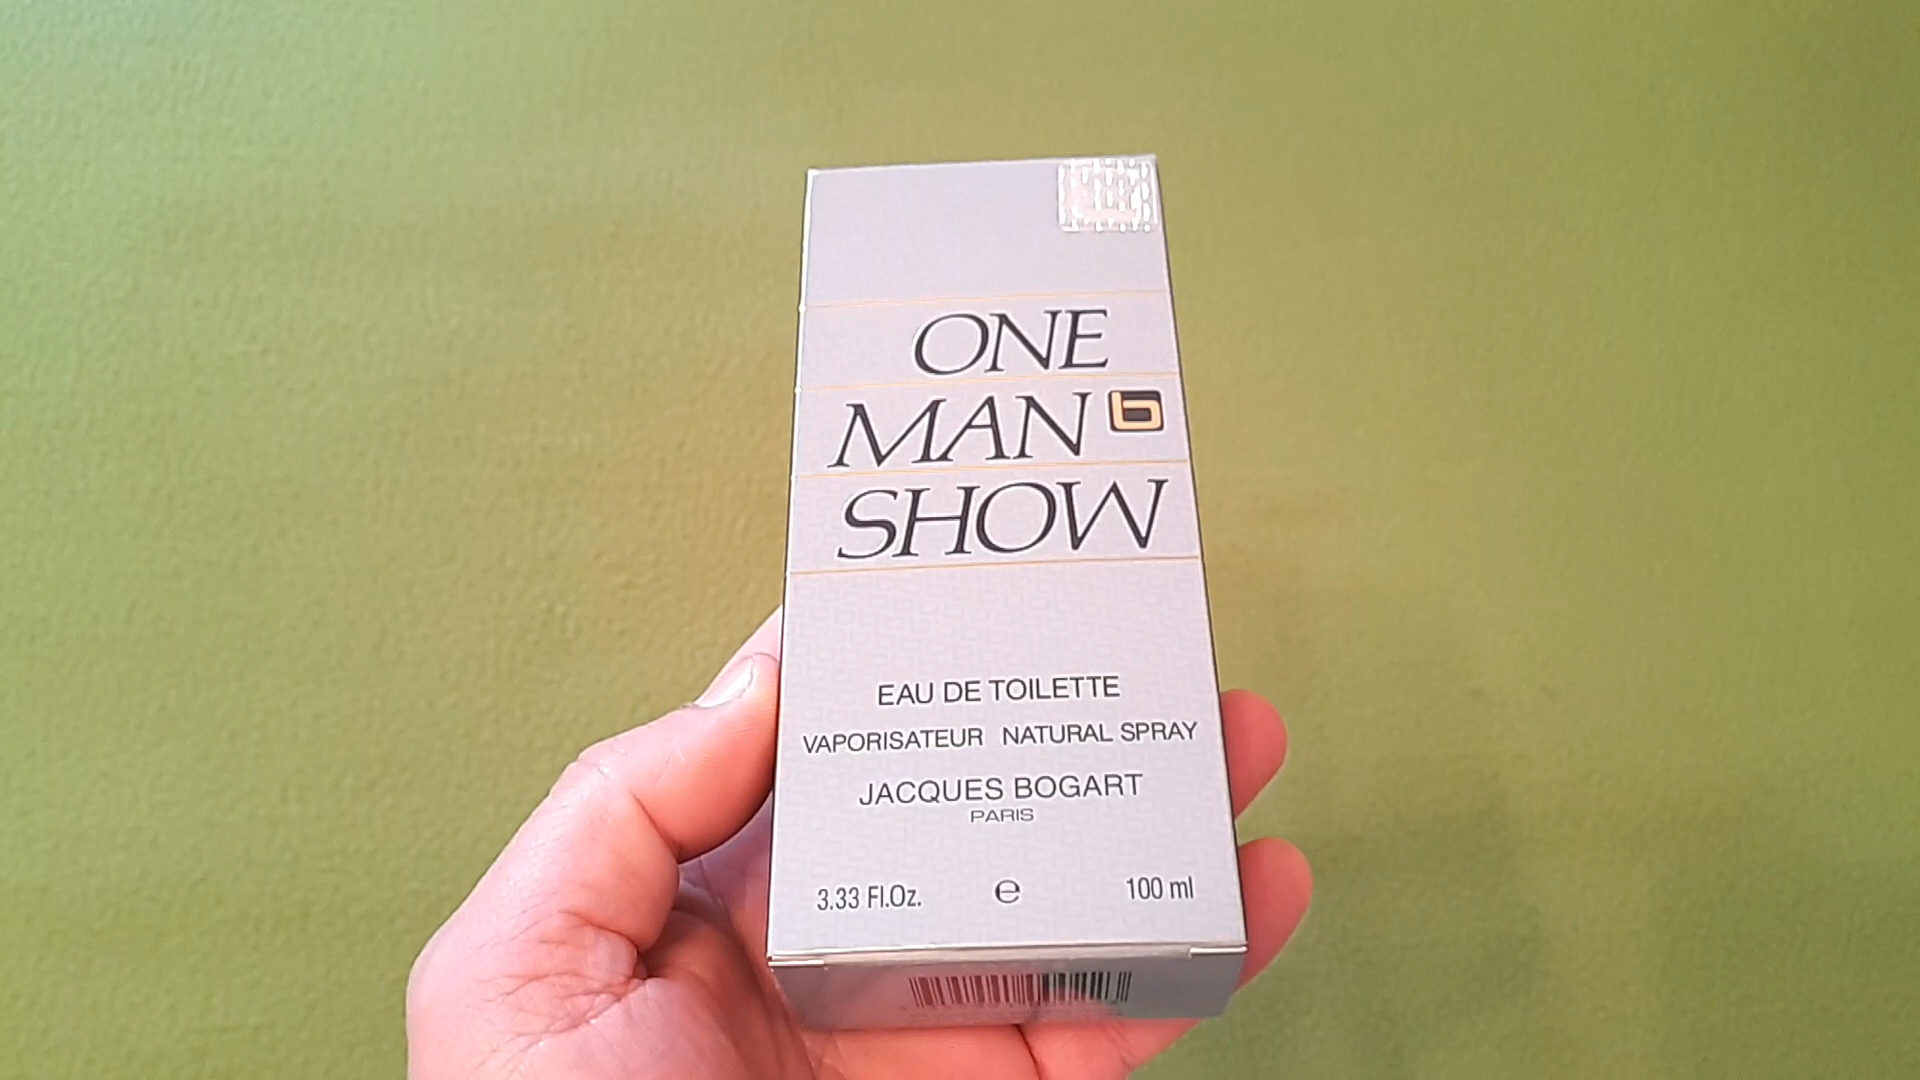 ONE
MAN b
SHOW
EAU DE TOILETTE
VAPORISATEUR NATURAL SPRAY
JACQUES BOGART
PARIS
3.33 Fl.Oz. ℮ 100 ml